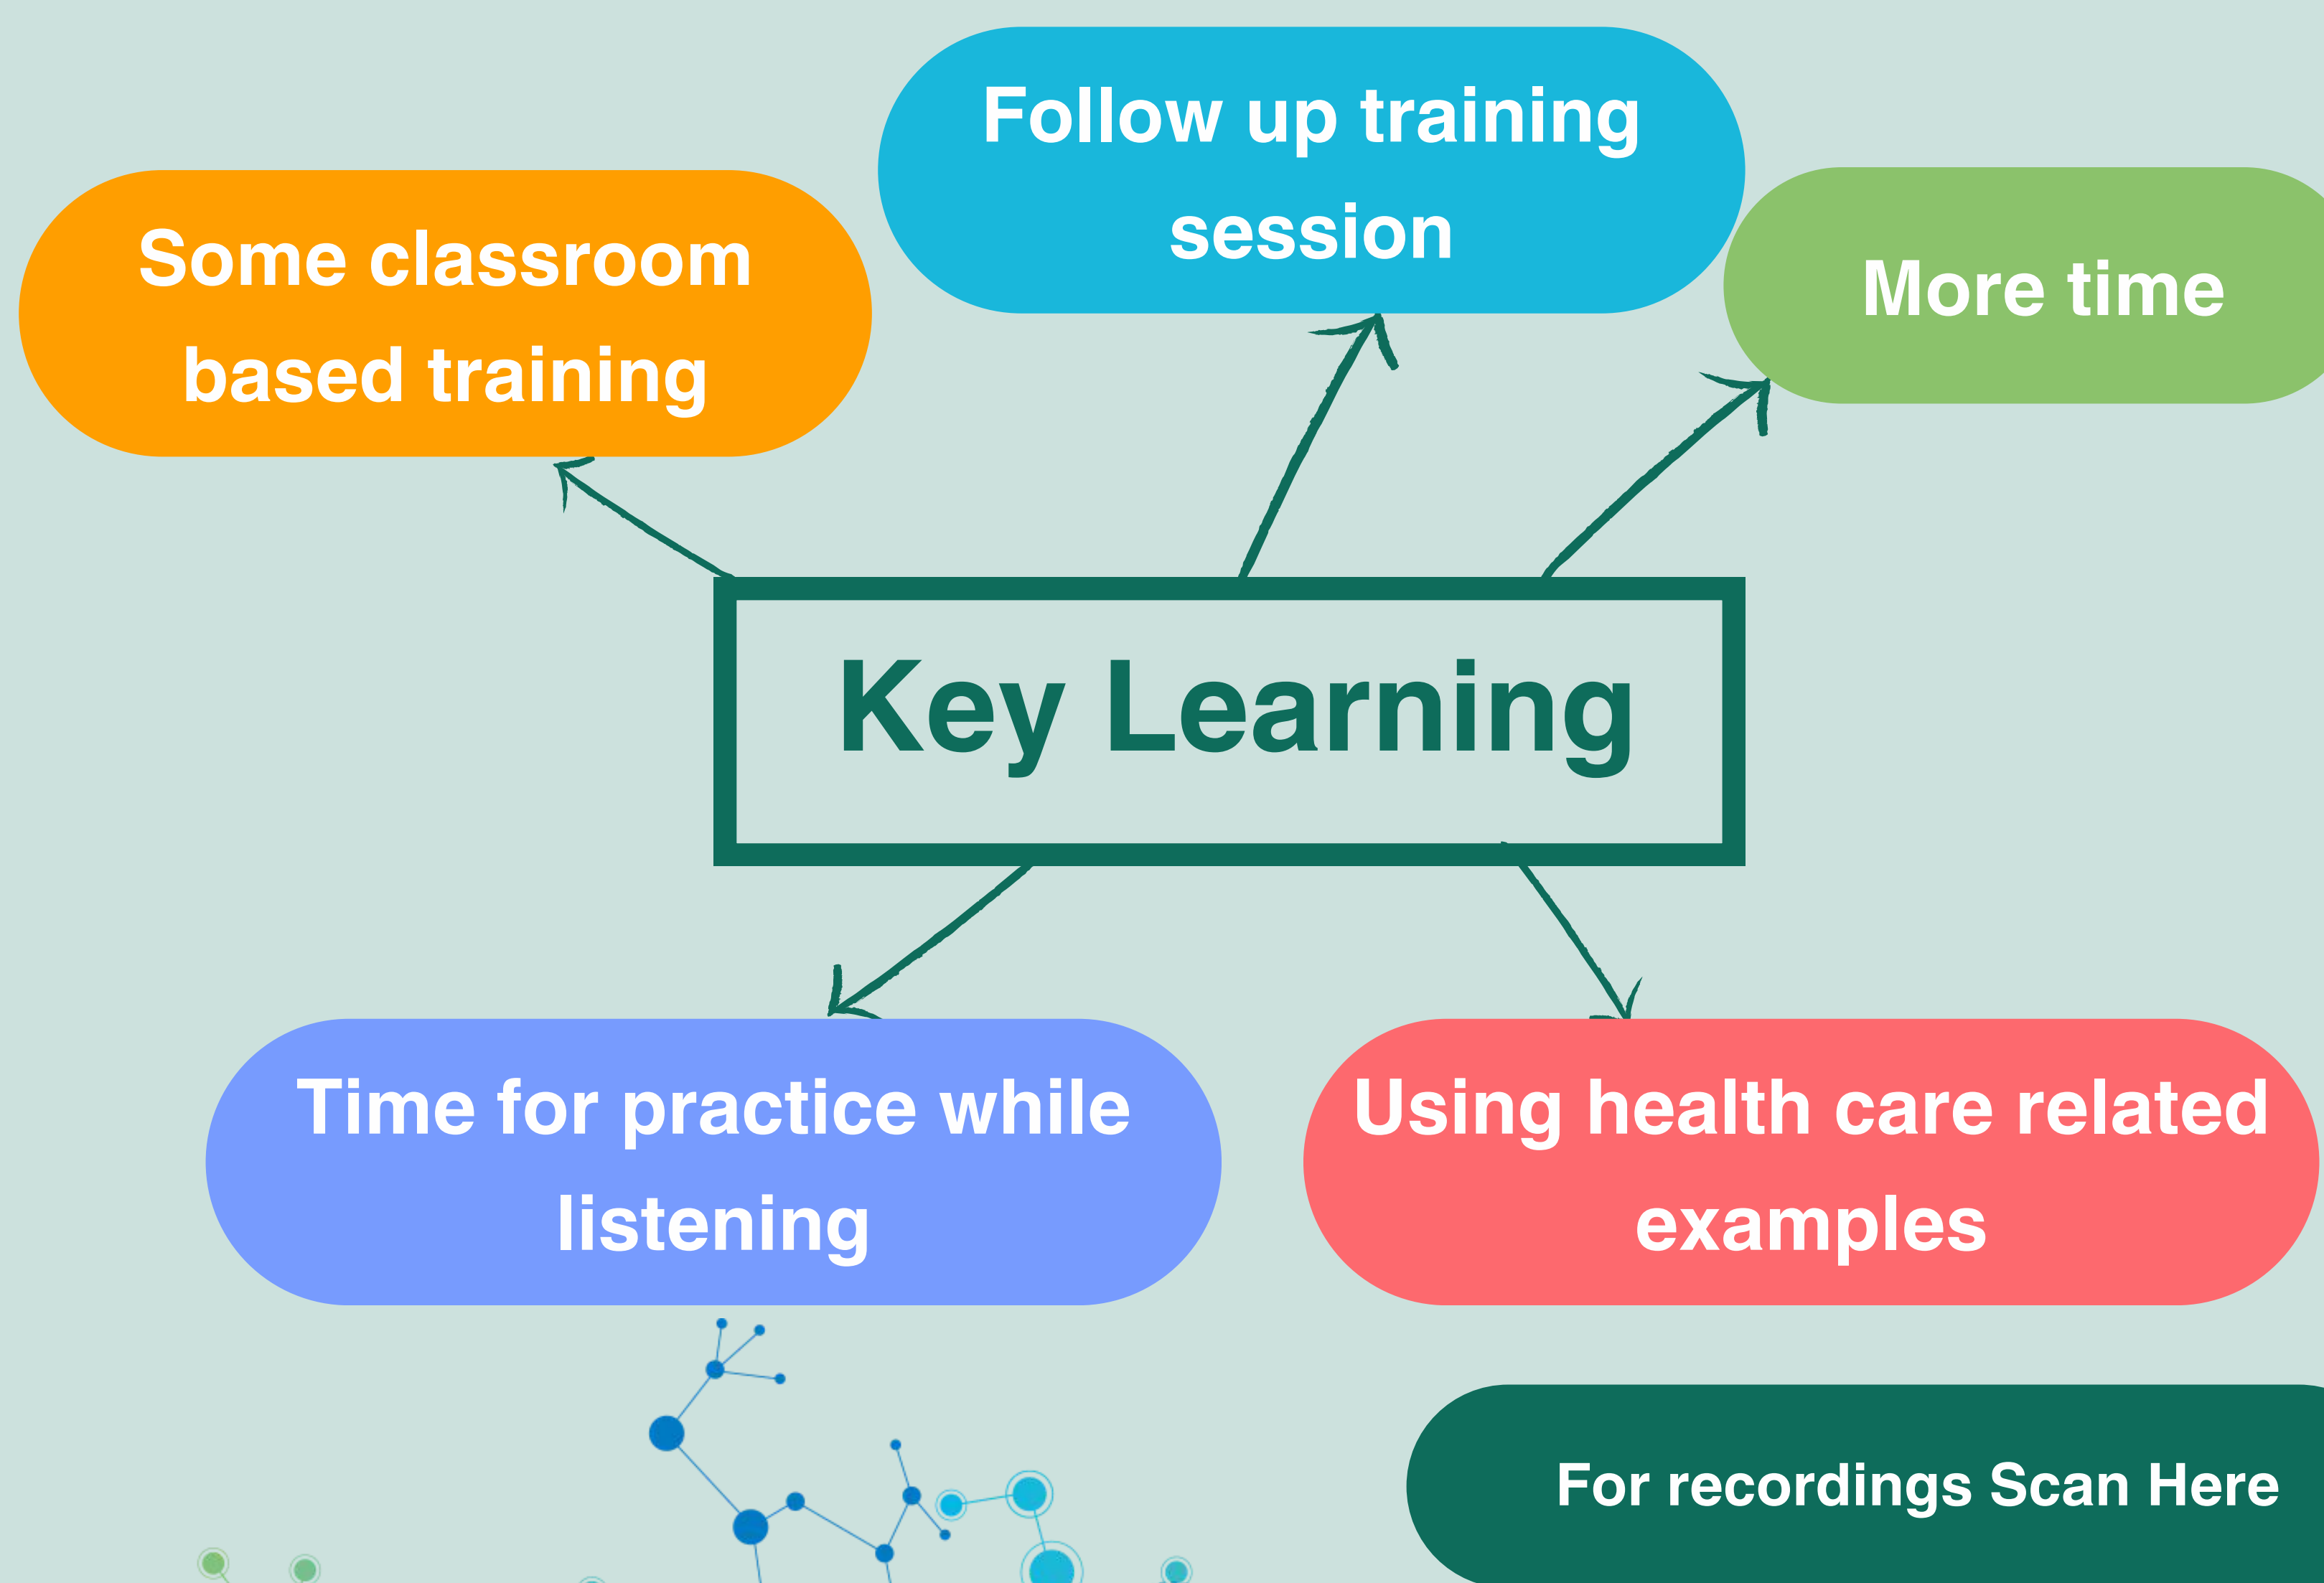 Follow up training
session
Some classroom
based training
More time
Key Learning
Time for practice while
listening
Using health care related
examples
For recordings Scan Here